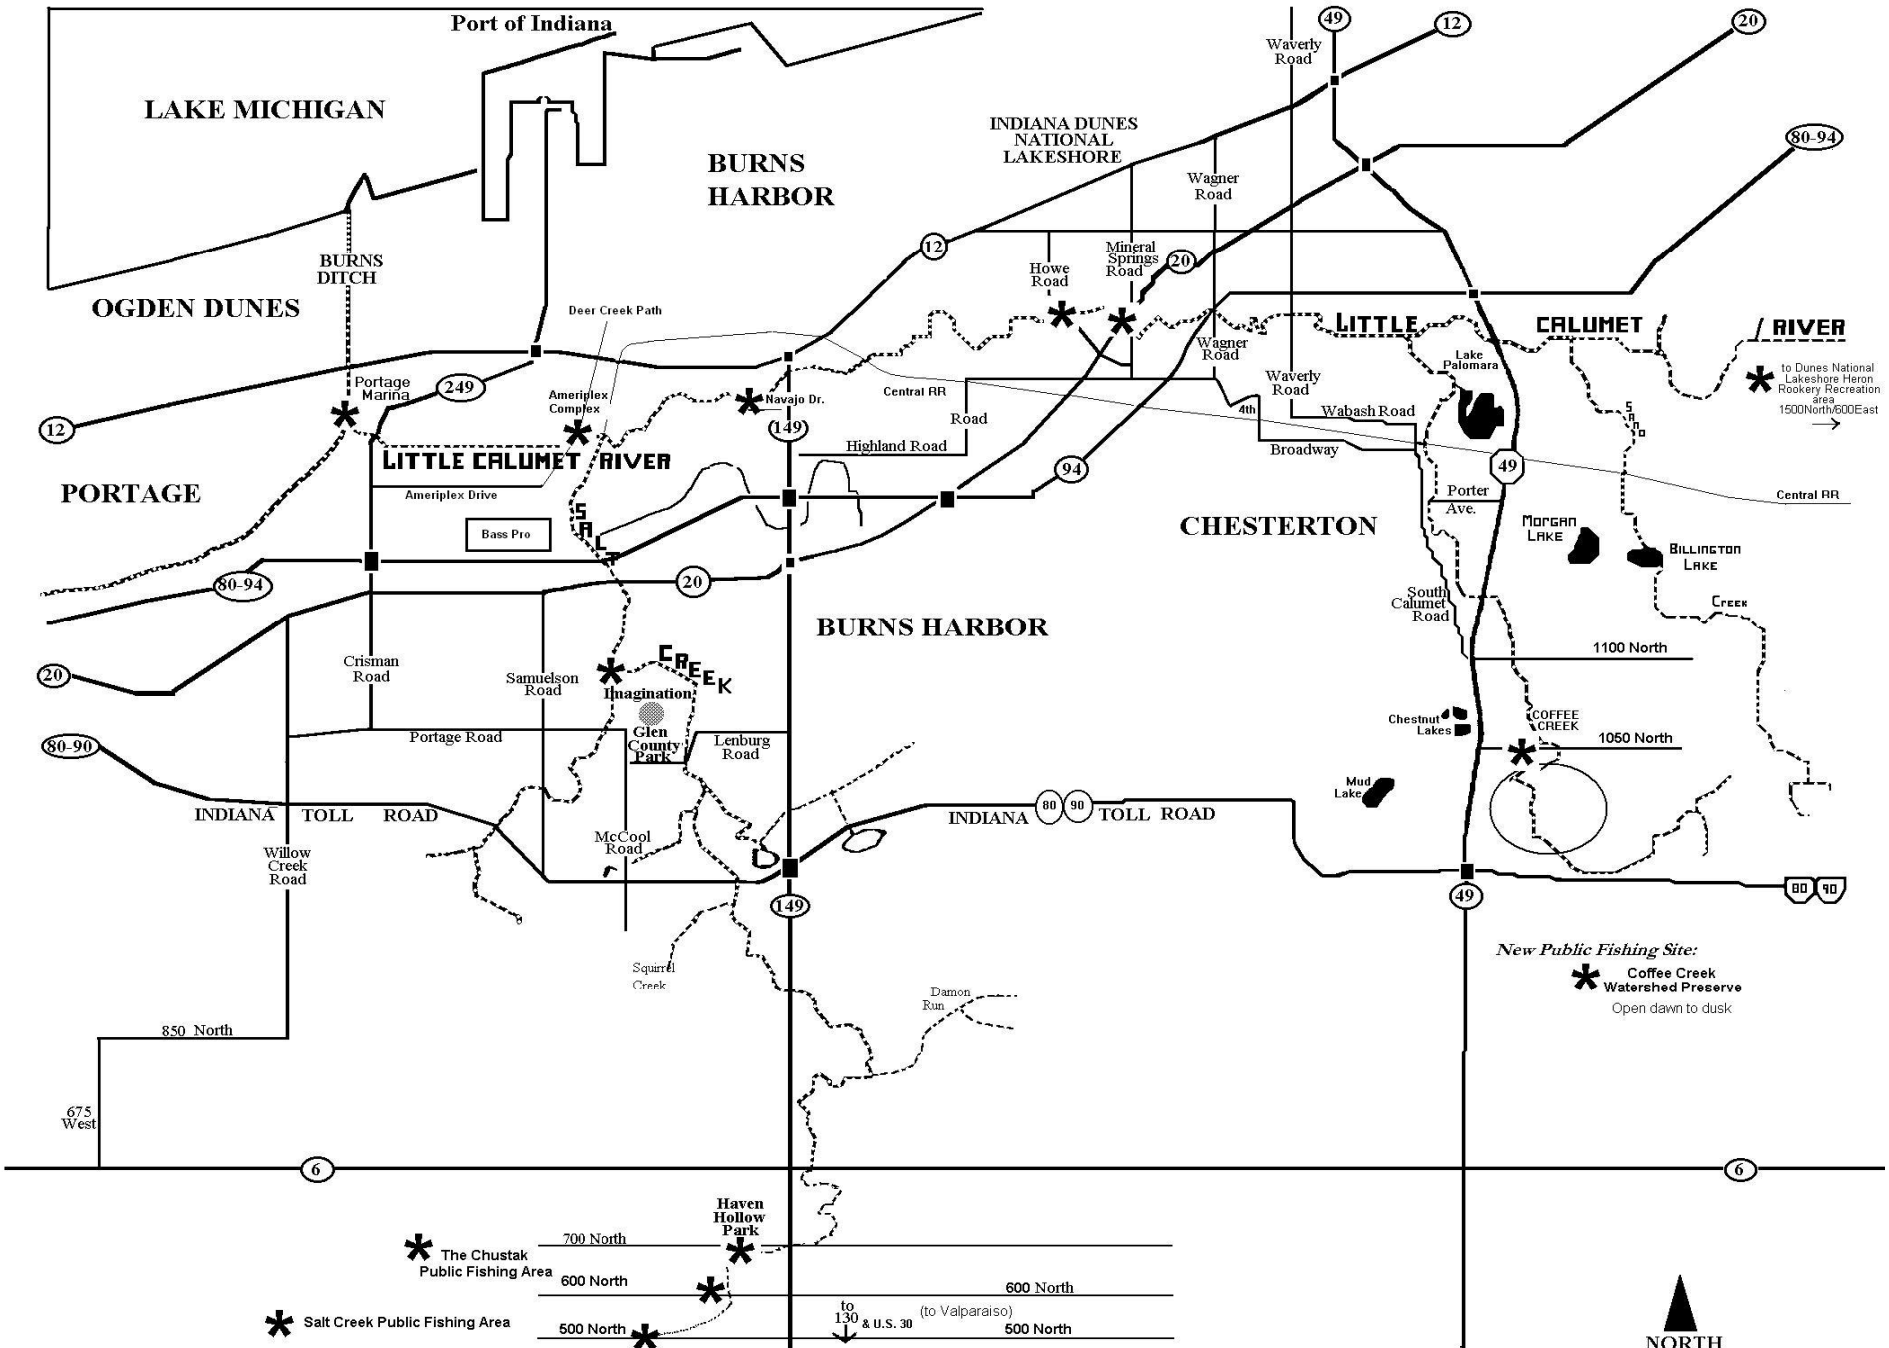 Port of Indiana
49
12
20
Waverly
Road
LAKE MICHIGAN
INDIANA DUNES
NATIONAL
LAKESHORE
80-94
BURNS
HARBOR
Wagner
Road
BURNS
DITCH
12
Mineral
Springs
Road
20
Howe
Road
OGDEN DUNES
Deer Creek Path
LITTLE CALUMET RIVER
Wagner
Road
Lake
Palomara
to Dunes National
Lakeshore Heron
Rookery Recreation
area
1500North/600East
Portage
Marina
249
Ameriplex
Complex
Navajo Dr.
Central RR
Waverly
Road
12
149
Road
4th
Wabash Road
SAND
Highland Road
Broadway
LITTLE CALUMET RIVER
94
49
PORTAGE
Ameriplex Drive
Porter
Ave.
Central RR
SALT
Bass Pro
CHESTERTON
MORGAN
LAKE
BILLINGTON
LAKE
80-94
20
South
Calumet
Road
CREEK
BURNS HARBOR
1100 North
Crisman
Road
20
Samuelson
Road
CREEK
Imagination
Glen
County
Park
Chestnut
Lakes
COFFEE
CREEK
80-90
Portage Road
Lenburg
Road
1050 North
Mud
Lake
INDIANA TOLL ROAD
INDIANA 80 90 TOLL ROAD
McCool
Road
Willow
Creek
Road
149
49
80 90
New Public Fishing Site:
Coffee Creek
Watershed Preserve
Open dawn to dusk
Squirrel
Creek
Damon
Run
850 North
675
West
6
6
Haven
Hollow
Park
700 North
The Chustak
Public Fishing Area
600 North
600 North
Salt Creek Public Fishing Area
500 North
to
130
& U.S. 30
(to Valparaiso)
500 North
NORTH